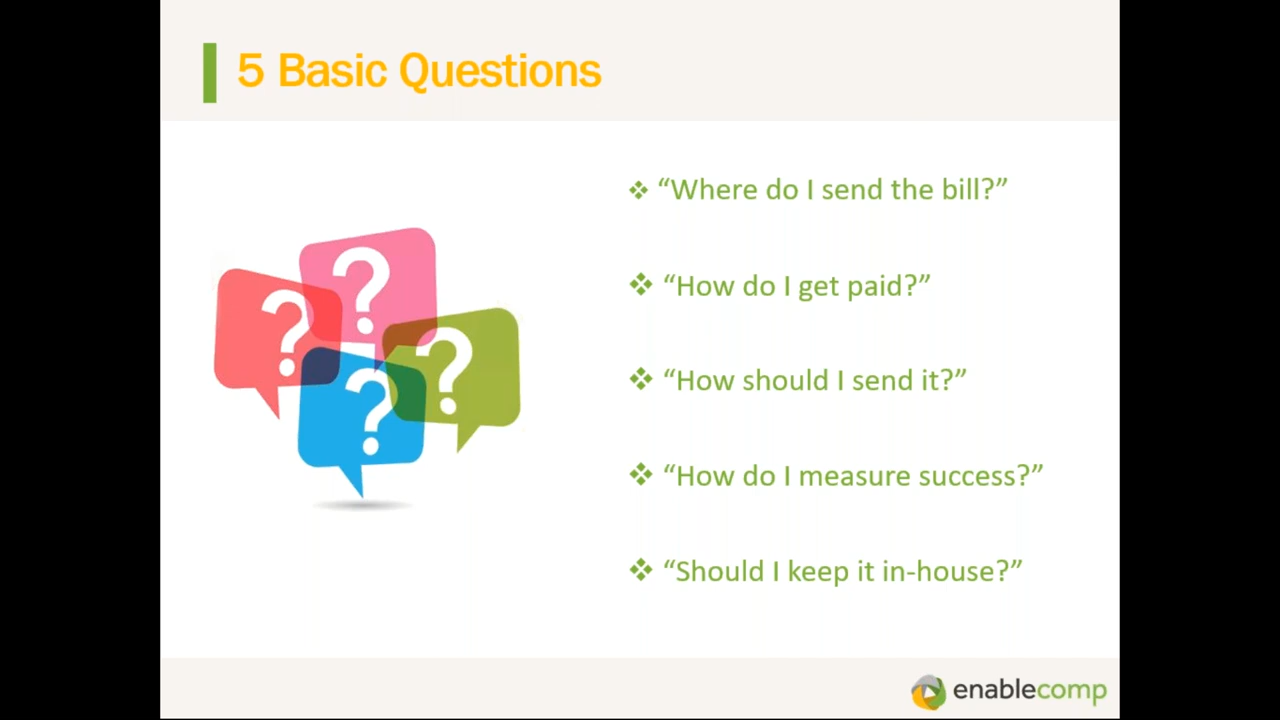 5 Basic Questions
❖ “Where do I send the bill?”
❖ “How do I get paid?”
❖ “How should I send it?”
❖ “How do I measure success?”
❖ “Should I keep it in-house?”
? ? ? ?
enablecomp